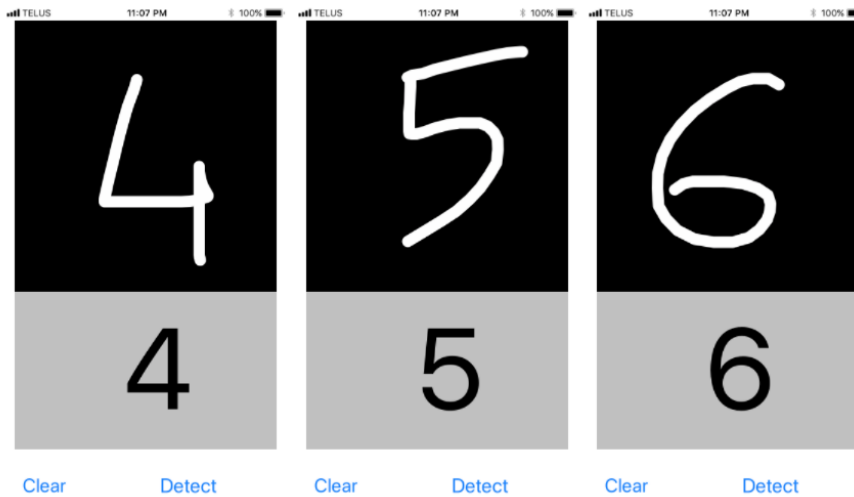 TELUS 11:07 PM 100% TELUS 11:07 PM 100% TELUS 11:07 PM 100%
4 5 6
4 5 6
Clear Detect Clear Detect Clear Detect